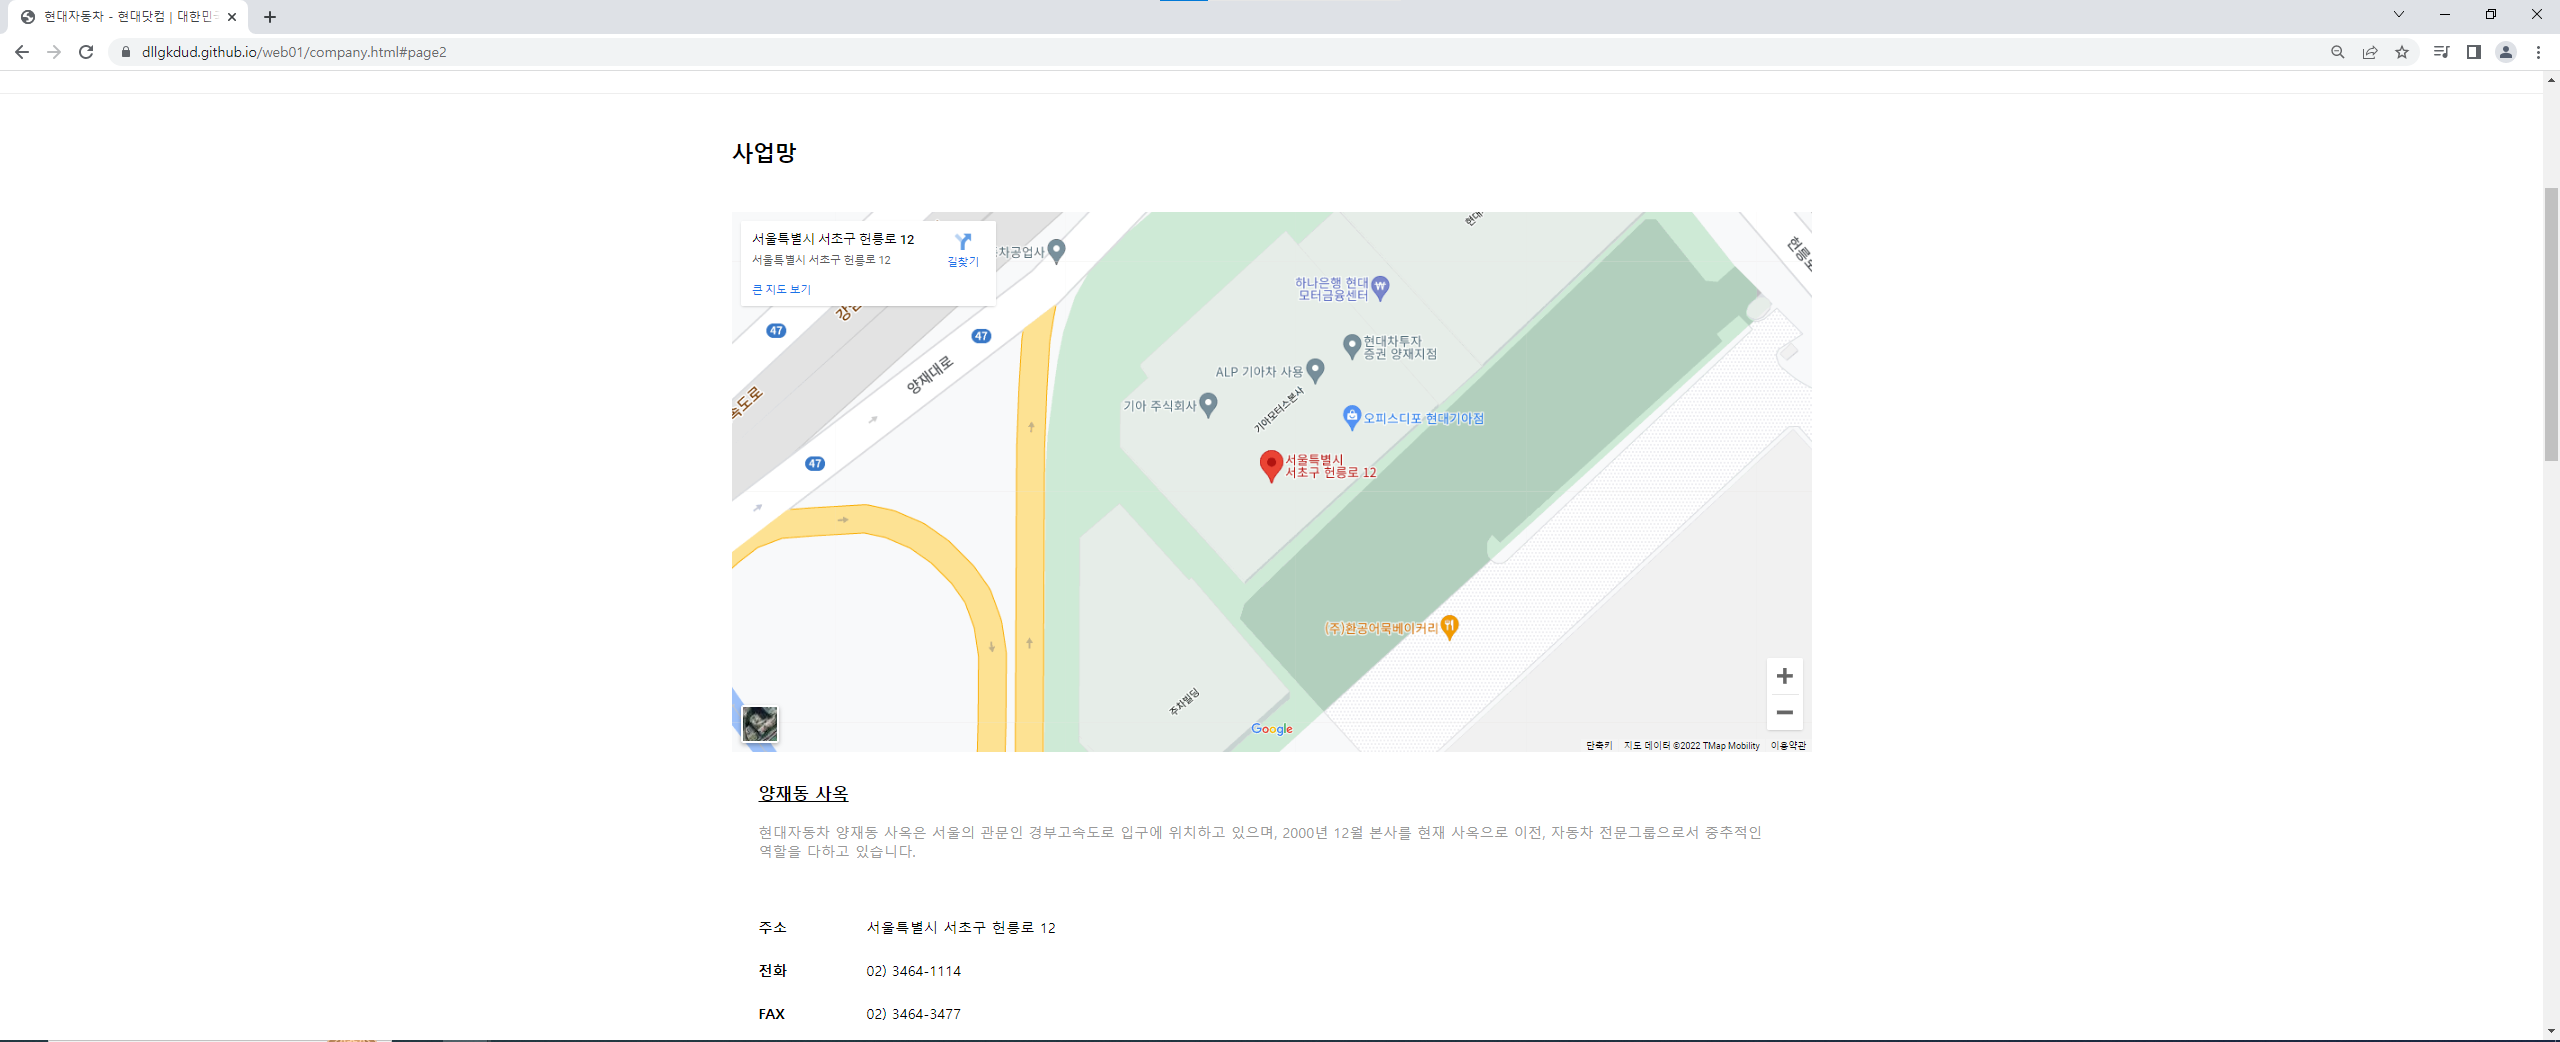 현대자동차 - 현대닷컴 | 대한민국
dllgkdud.github.io/web01/company.html#page2
사업망
서울특별시 서초구 헌릉로 12
서울특별시 서초구 헌릉로 12
길찾기
큰 지도 보기
차공업사
47
47
47
양재대로
속도로
하나은행 현대
모터금융센터
현대차투자
증권 양재지점
ALP 기아차 사용
기아 주식회사
기아모터스본사
오피스디포 현대기아점
서울특별시
서초구 헌릉로 12
(주)환공어묵베이커리
주차빌딩
Google
단축키 지도 데이터 ©2022 TMap Mobility 이용약관
양재동 사옥
현대자동차 양재동 사옥은 서울의 관문인 경부고속도로 입구에 위치하고 있으며, 2000년 12월 본사를 현재 사옥으로 이전, 자동차 전문그룹으로서 중추적인
역할을 다하고 있습니다.
주소 서울특별시 서초구 헌릉로 12
전화 02) 3464-1114
FAX 02) 3464-3477